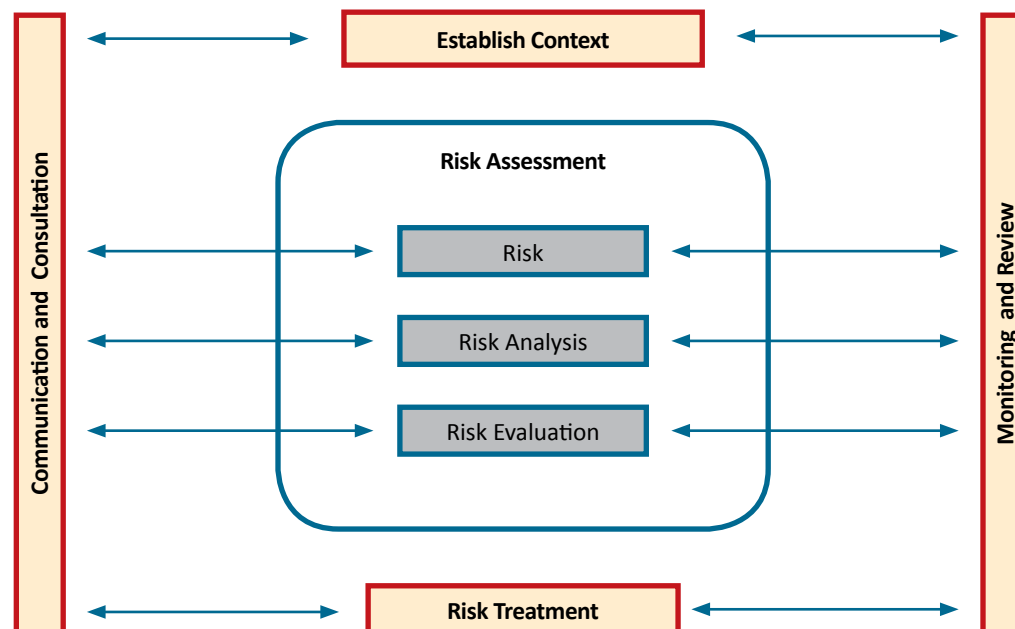 Establish Context
Communication and Consultation
Risk Assessment
Risk
Risk Analysis
Risk Evaluation
Monitoring and Review
Risk Treatment